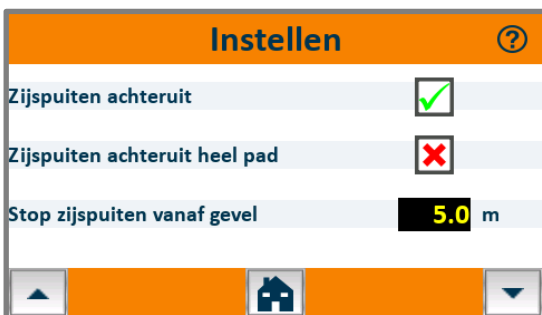 Instellen ?
Zijspuiten achteruit
Zijspuiten achteruit heel pad
Stop zijspuiten vanaf gevel 5.0 m